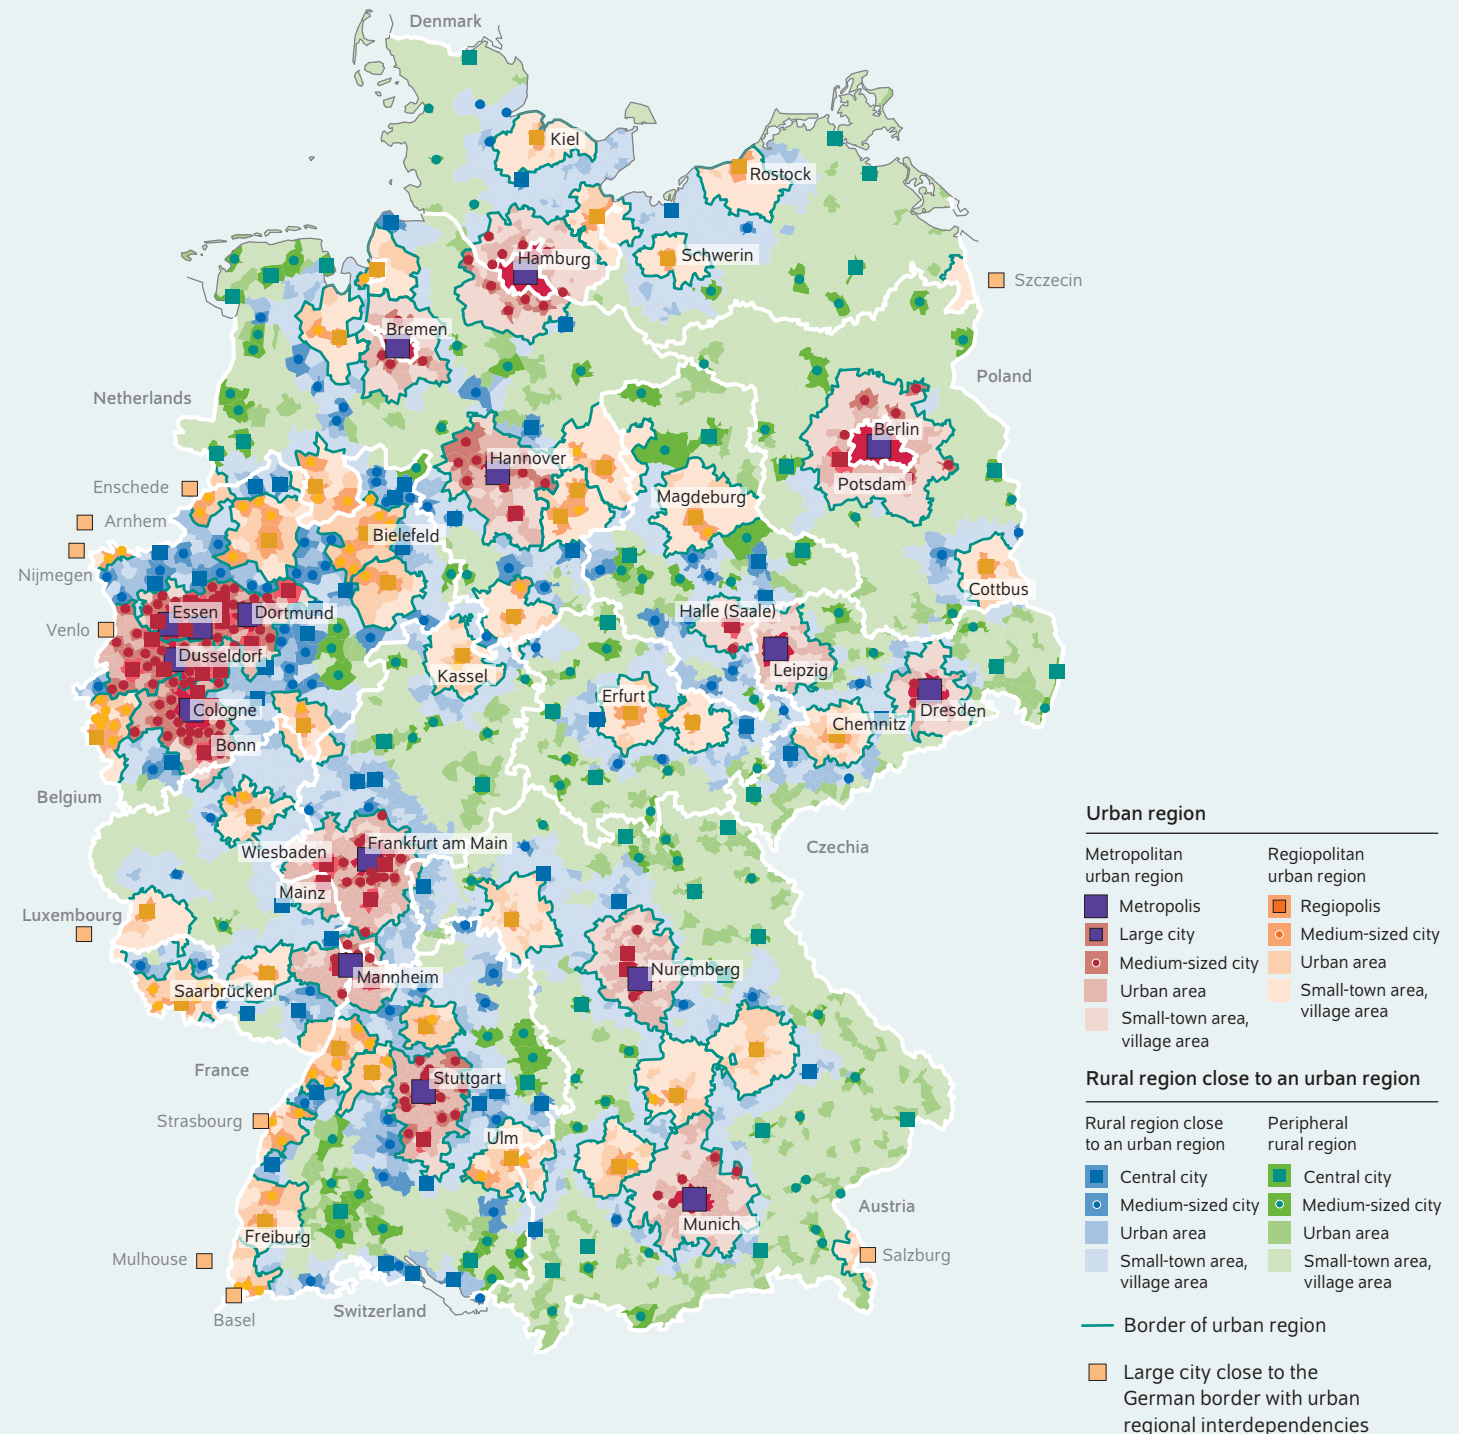 Denmark
Kiel
Rostock
Hamburg
Schwerin
Szczecin
Bremen
Poland
Netherlands
Berlin
Hannover
Potsdam
Enschede
Magdeburg
Arnhem
Bielefeld
Nijmegen
Cottbus
Essen
Dortmund
Halle (Saale)
Venlo
Dusseldorf
Leipzig
Kassel
Erfurt
Cologne
Chemnitz
Dresden
Bonn
Belgium
Wiesbaden
Frankfurt am Main
Czechia
Mainz
Luxembourg
Mannheim
Nuremberg
Saarbrücken
France
Stuttgart
Strasbourg
Ulm
Austria
Munich
Freiburg
Mulhouse
Salzburg
Switzerland
Basel
Urban region
Metropolitan
urban region
Metropolis
Large city
Medium-sized city
Urban area
Small-town area,
village area
Regiopolitan
urban region
Regiopolis
Medium-sized city
Urban area
Small-town area,
village area
Rural region close to an urban region
Rural region close
to an urban region
Central city
Medium-sized city
Urban area
Small-town area,
village area
Peripheral
rural region
Central city
Medium-sized city
Urban area
Small-town area,
village area
Border of urban region
Large city close to the
German border with urban
regional interdependencies